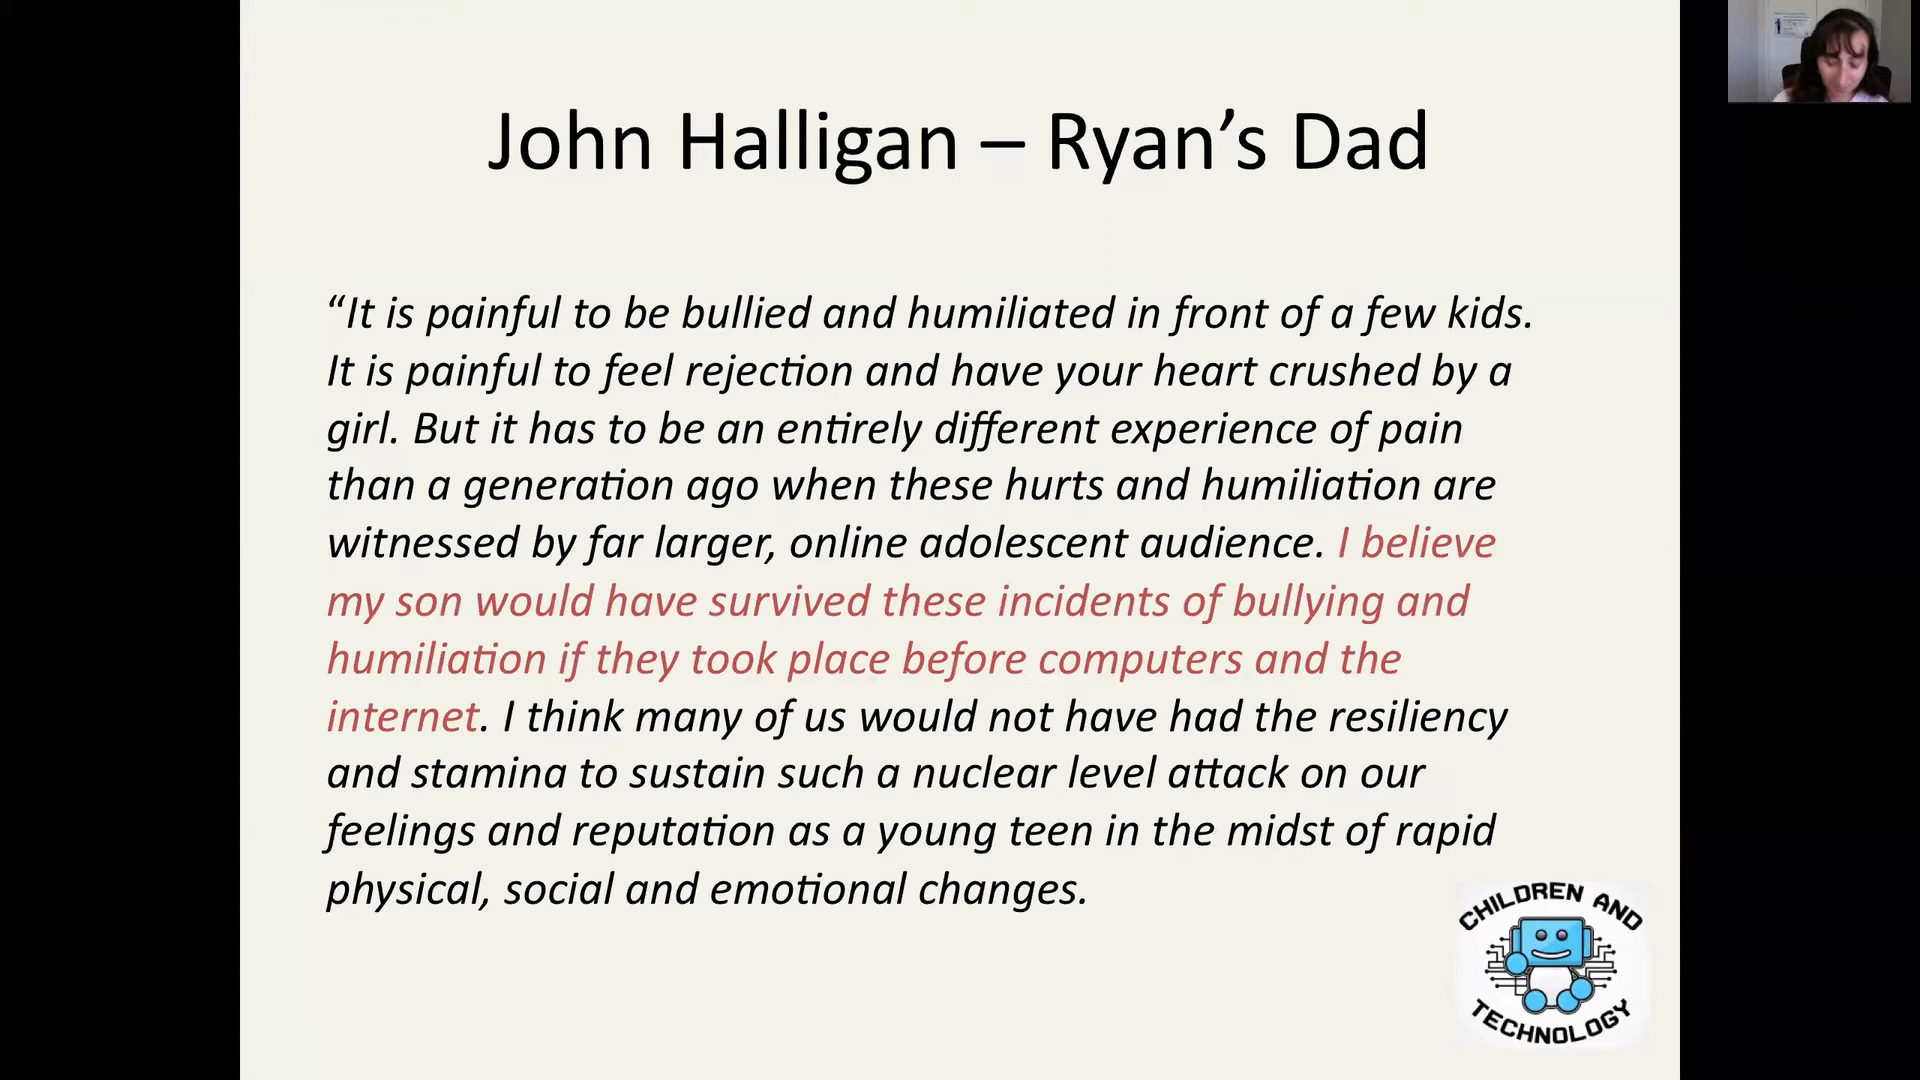 John Halligan – Ryan’s Dad
“It is painful to be bullied and humiliated in front of a few kids.
It is painful to feel rejection and have your heart crushed by a
girl. But it has to be an entirely different experience of pain
than a generation ago when these hurts and humiliation are
witnessed by far larger, online adolescent audience. I believe
my son would have survived these incidents of bullying and
humiliation if they took place before computers and the
internet. I think many of us would not have had the resiliency
and stamina to sustain such a nuclear level attack on our
feelings and reputation as a young teen in the midst of rapid
physical, social and emotional changes.
CHILDREN AND
TECHNOLOGY